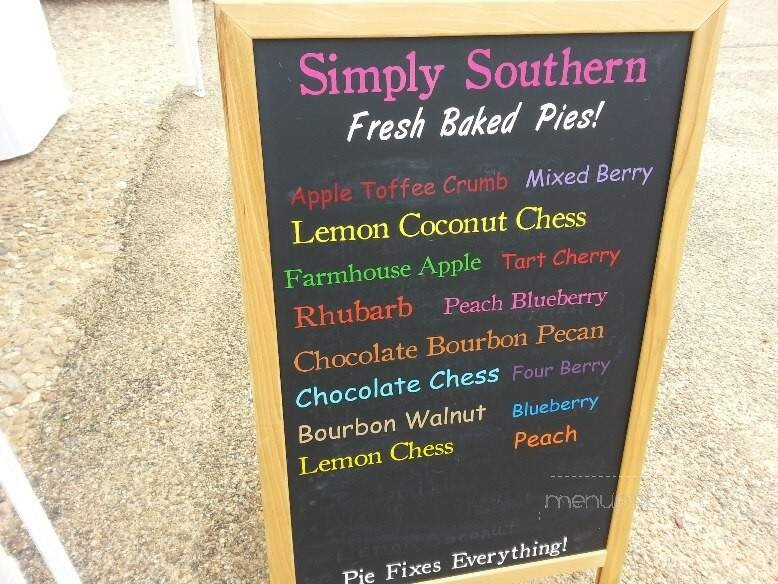 Simply Southern
Fresh Baked Pies!
Apple Toffee Crumb Mixed Berry
Lemon Coconut Chess
Farmhouse Apple Tart Cherry
Rhubarb Peach Blueberry
Chocolate Bourbon Pecan
Chocolate Chess Four Berry
Bourbon Walnut Blueberry
Lemon Chess Peach
menu
Pie Fixes Everything!